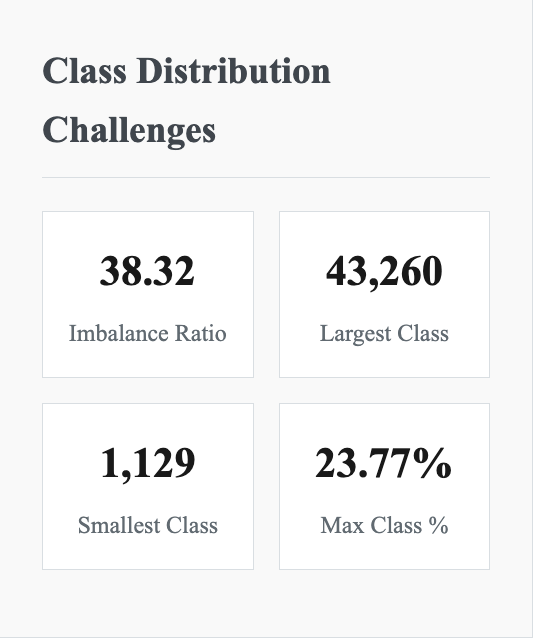 Class Distribution
Challenges
38.32
Imbalance Ratio
43,260
Largest Class
1,129
Smallest Class
23.77%
Max Class %